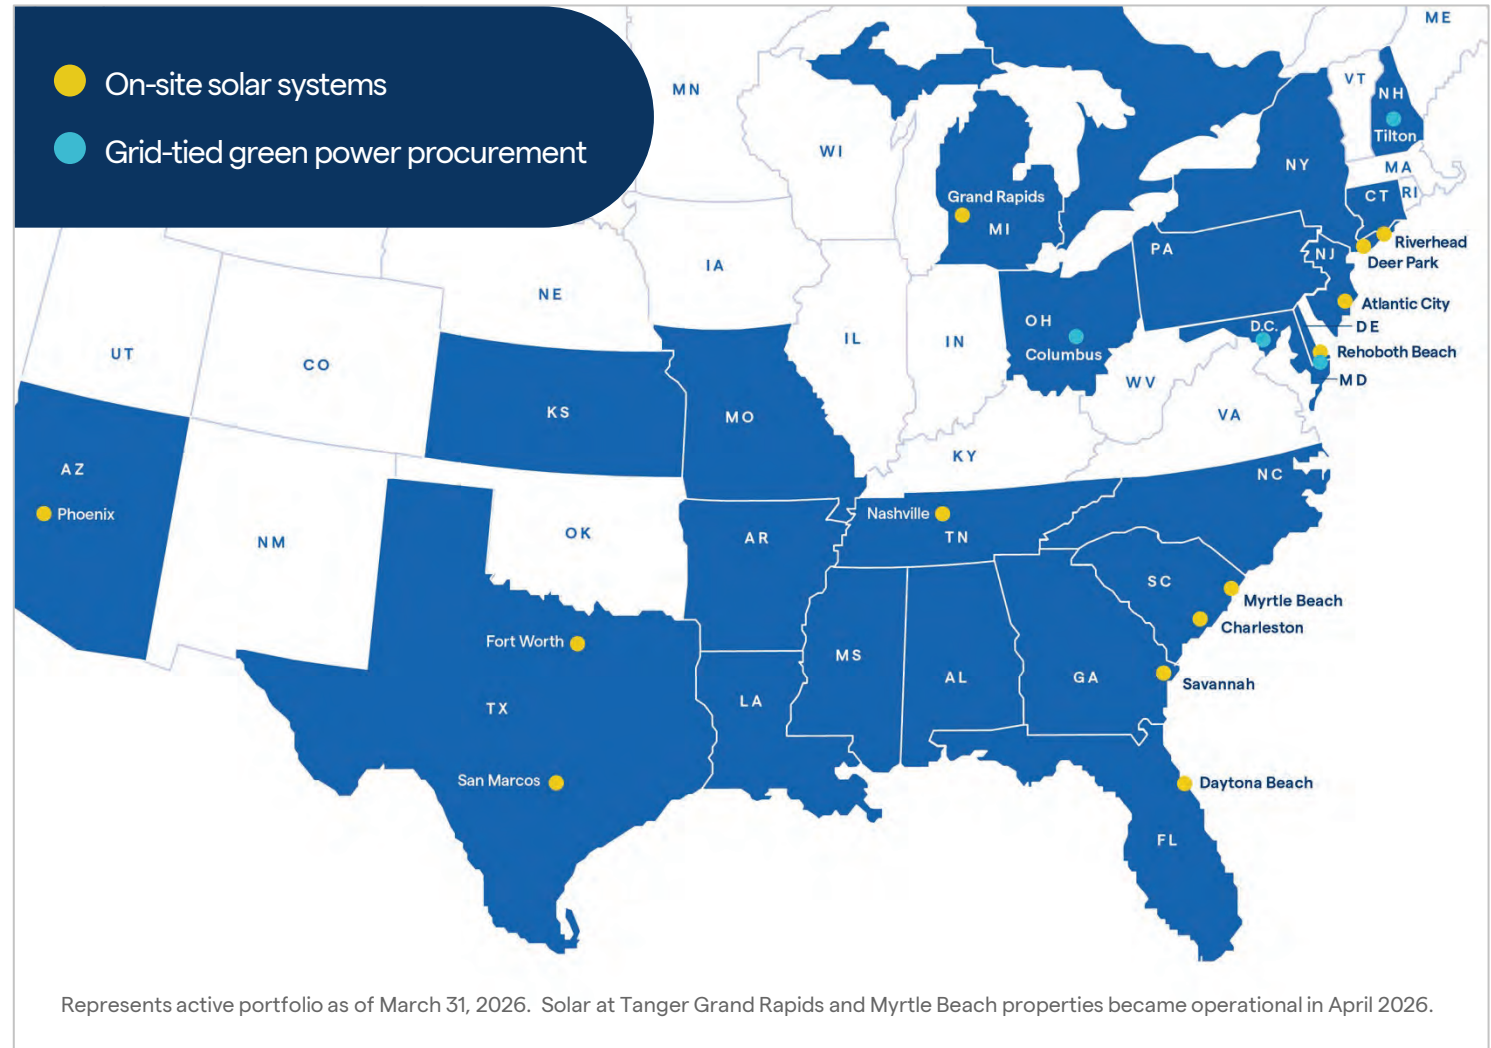 On-site solar systems
Grid-tied green power procurement
ME
VT
NH
Tilton
MN
WI
NY
MA
CT
RI
Grand Rapids
MI
Riverhead
Deer Park
PA
NJ
IA
NE
Atlantic City
OH
Columbus
D.C.
DE
IL
IN
Rehoboth Beach
UT
CO
WV
MD
KS
MO
VA
KY
AZ
NC
Phoenix
Nashville
TN
NM
OK
AR
SC
Myrtle Beach
Charleston
Fort Worth
MS
AL
GA
Savannah
LA
TX
San Marcos
Daytona Beach
FL
Represents active portfolio as of March 31, 2026. Solar at Tanger Grand Rapids and Myrtle Beach properties became operational in April 2026.